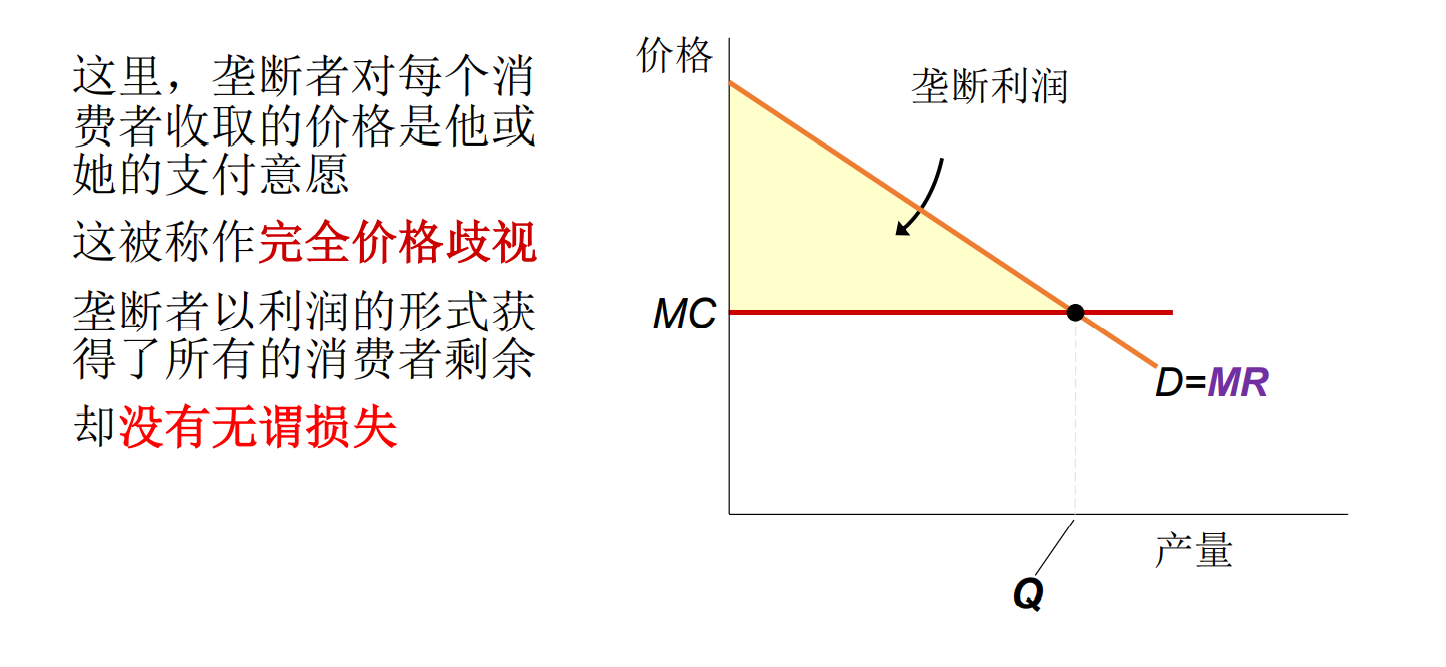 这里，垄断者对每个消
费者收取的价格是他或
她的支付意愿
这被称作完全价格歧视
垄断者以利润的形式获
得了所有的消费者剩余
却没有无谓损失
价格
垄断利润
MC
D=MR
产量
Q